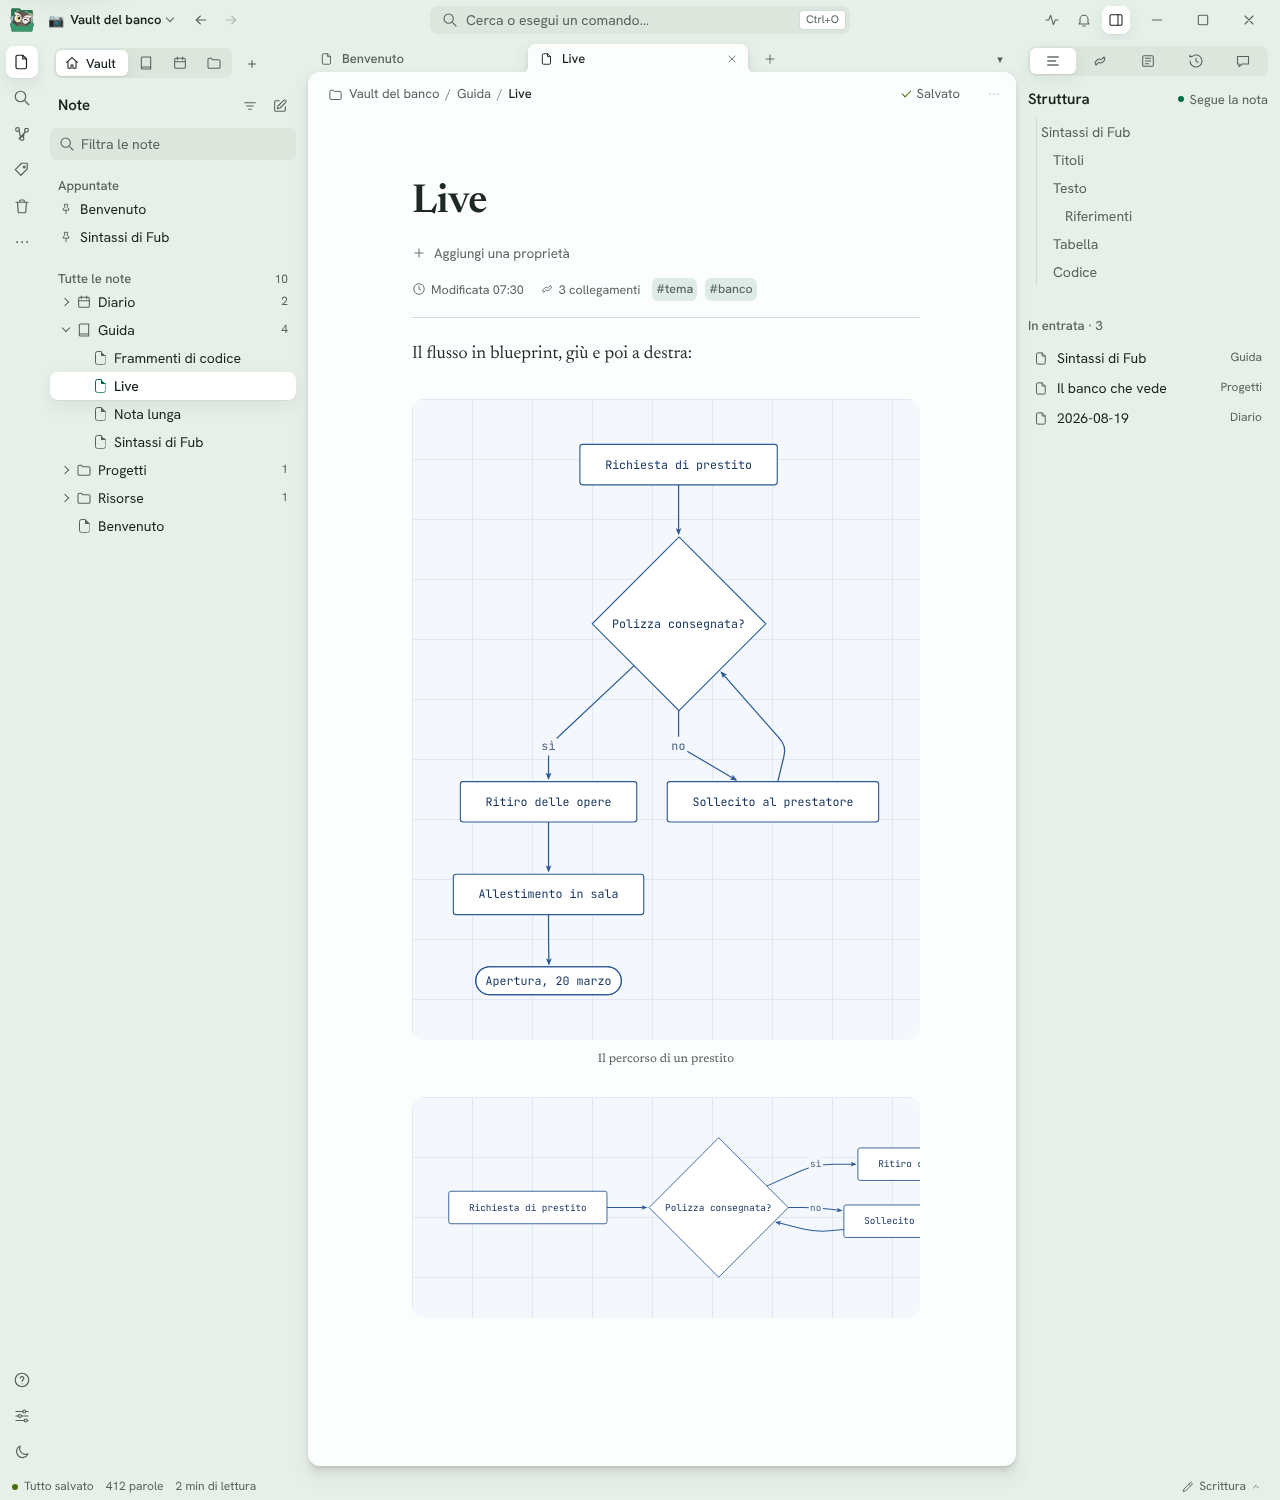 Vault del banco
Cerca o esegui un comando...
Ctrl+O
Vault
Benvenuto
Live
Note
Filtra le note
Appuntate
Benvenuto
Sintassi di Fub
Tutte le note 10
Diario 2
Guida 4
Frammenti di codice
Live
Nota lunga
Sintassi di Fub
Progetti 1
Risorse 1
Benvenuto
Vault del banco / Guida / Live
Salvato
Live
Aggiungi una proprietà
Modificata 07:30 3 collegamenti #tema #banco
Il flusso in blueprint, giù e poi a destra:
Richiesta di prestito
Polizza consegnata?
sì
no
Ritiro delle opere
Sollecito al prestatore
Allestimento in sala
Apertura, 20 marzo
Il percorso di un prestito
Richiesta di prestito
Polizza consegnata?
sì
no
Ritiro
Sollecito
Struttura
Segue la nota
Sintassi di Fub
Titoli
Testo
Riferimenti
Tabella
Codice
In entrata · 3
Sintassi di Fub Guida
Il banco che vede Progetti
2026-08-19 Diario
Tutto salvato 412 parole 2 min di lettura
Scrittura